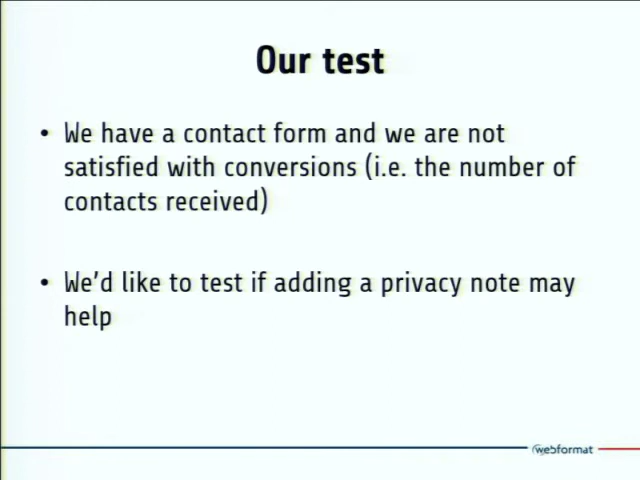 Our test
• We have a contact form and we are not
satisfied with conversions (i.e. the number of
contacts received)
• We'd like to test if adding a privacy note may
help
webformat